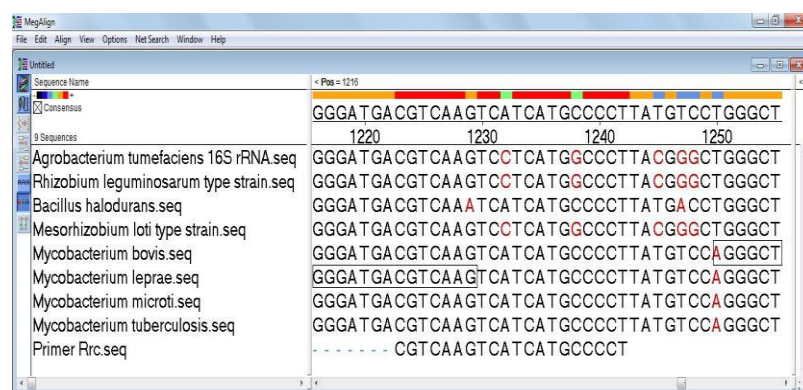 MegAlign
File Edit Align View Options Net Search Window Help
Untitled
Sequence Name < Pos = 1216
- +
Consensus GGGATGACGTCAAGTCATCATGCCCCTTATGTCCTGGGCT
9 Sequences 1220 1230 1240 1250
Agrobacterium tumefaciens 16S rRNA.seq GGGATGACGTCAAGTCCTCATGGCCCTTACGGGCTGGGCT
Rhizobium leguminosarum type strain.seq GGGATGACGTCAAGTCCTCATGGCCCTTACGGGCTGGGCT
Bacillus halodurans.seq GGGATGACGTCAAATCATCATGCCCCTTATGACCTGGGCT
Mesorhizobium loti type strain.seq GGGATGACGTCAAGTCCTCATGGCCCTTACGGGCTGGGCT
Mycobacterium bovis.seq GGGATGACGTCAAGTCATCATGCCCCTTATGTCCAGGGCT
Mycobacterium leprae.seq GGGATGACGTCAAGTCATCATGCCCCTTATGTCCAGGGCT
Mycobacterium microti.seq GGGATGACGTCAAGTCATCATGCCCCTTATGTCCAGGGCT
Mycobacterium tuberculosis.seq GGGATGACGTCAAGTCATCATGCCCCTTATGTCCAGGGCT
Primer Rrc.seq - - - - - - - CGTCAAGTCATCATGCCCCT